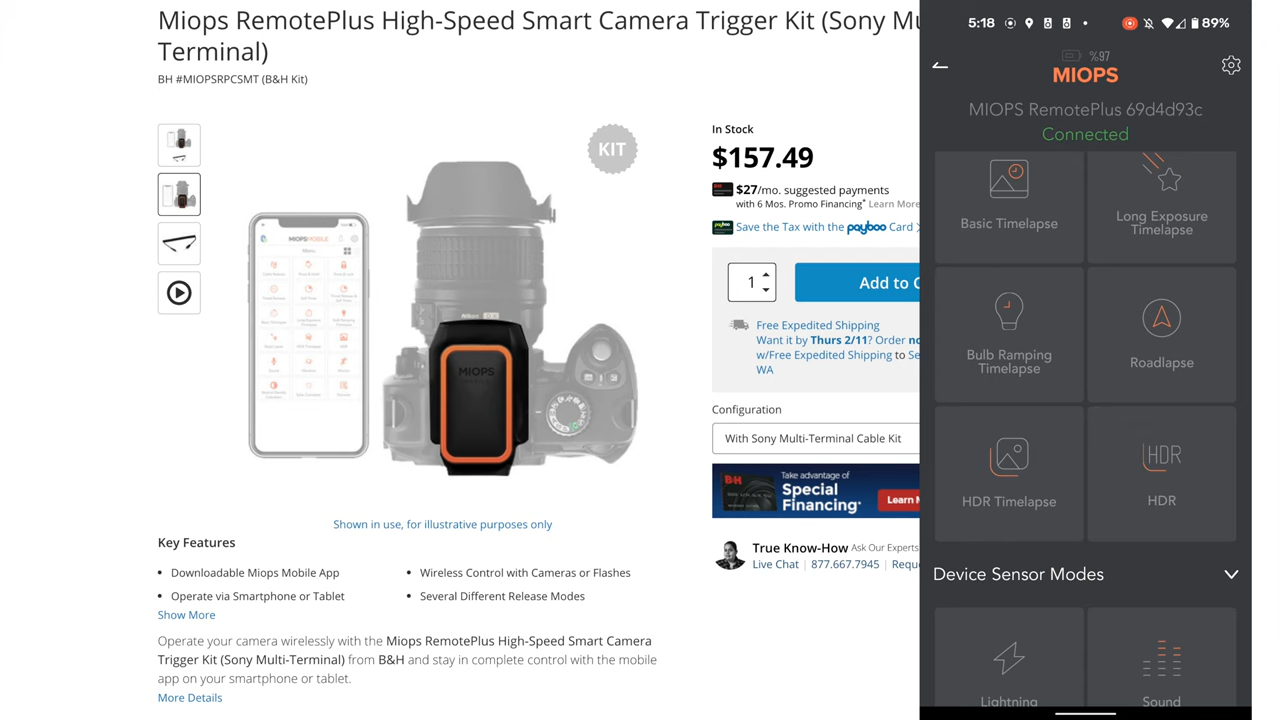 Miops RemotePlus High-Speed Smart Camera Trigger Kit (Sony Mu
Terminal)
BH #MIOPSRPCSMT (B&H Kit)
KIT
MIOPSMOBILE
Menu
MIOPS
In Stock
$157.49
$27/mo. suggested payments
with 6 Mos. Promo Financing* Learn More
Save the Tax with the payboo Card
1
Add to C
Free Expedited Shipping
Want it by Thurs 2/11? Order no
w/Free Expedited Shipping to Se
WA
Configuration
With Sony Multi-Terminal Cable Kit
B&H
Take advantage of
Special
Financing*
Learn M
True Know-How Ask Our Experts
Live Chat | 877.667.7945 | Requ
Shown in use, for illustrative purposes only
Key Features
• Downloadable Miops Mobile App
• Wireless Control with Cameras or Flashes
• Operate via Smartphone or Tablet
• Several Different Release Modes
Show More
Operate your camera wirelessly with the Miops RemotePlus High-Speed Smart Camera
Trigger Kit (Sony Multi-Terminal) from B&H and stay in complete control with the mobile
app on your smartphone or tablet.
More Details
5:18
89%
%97
MIOPS
MIOPS RemotePlus 69d4d93c
Connected
Basic Timelapse
Long Exposure
Timelapse
Bulb Ramping
Timelapse
Roadlapse
HDR Timelapse
HDR
HDR
Device Sensor Modes
Lightning
Sound